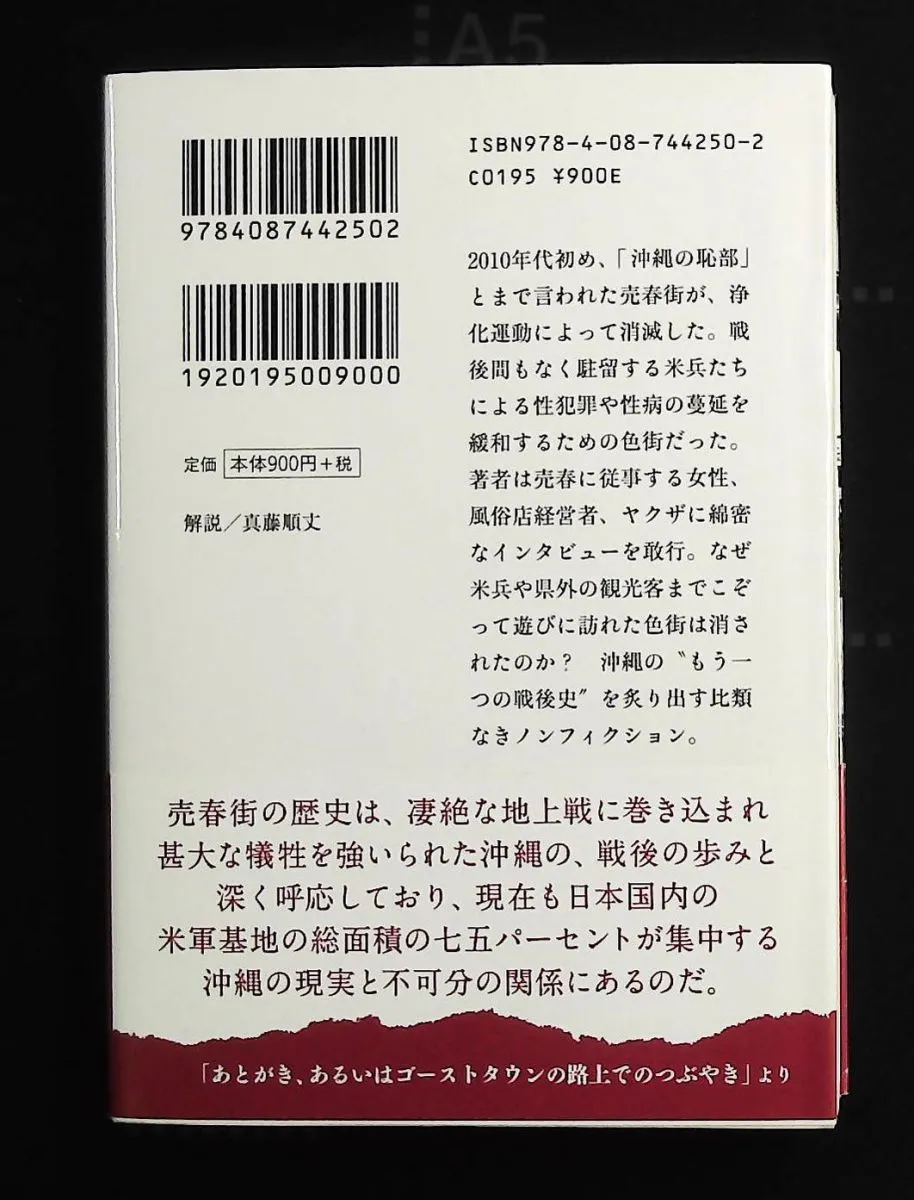 A5
ISBN978-4-08-744250-2
C0195 ¥900E
9784087442502
1920195009000
定価 本体900円+税
解説/真藤順丈
2010年代初め、「沖縄の恥部」
とまで言われた売春街が、浄
化運動によって消滅した。戦
後間もなく駐留する米兵たち
による性犯罪や性病の蔓延を
緩和するための色街だった。
著者は売春に従事する女性、
風俗店経営者、ヤクザに綿密
なインタビューを敢行。なぜ
米兵や県外の観光客までこぞ
って遊びに訪れた色街は消さ
れたのか? 沖縄の〝もう一
つの戦後史〟を炙り出す比類
なきノンフィクション。
売春街の歴史は、凄絶な地上戦に巻き込まれ
甚大な犠牲を強いられた沖縄の、戦後の歩みと
深く呼応しており、現在も日本国内の
米軍基地の総面積の七五パーセントが集中する
沖縄の現実と不可分の関係にあるのだ。
「あとがき、あるいはゴーストタウンの路上でのつぶやき」より